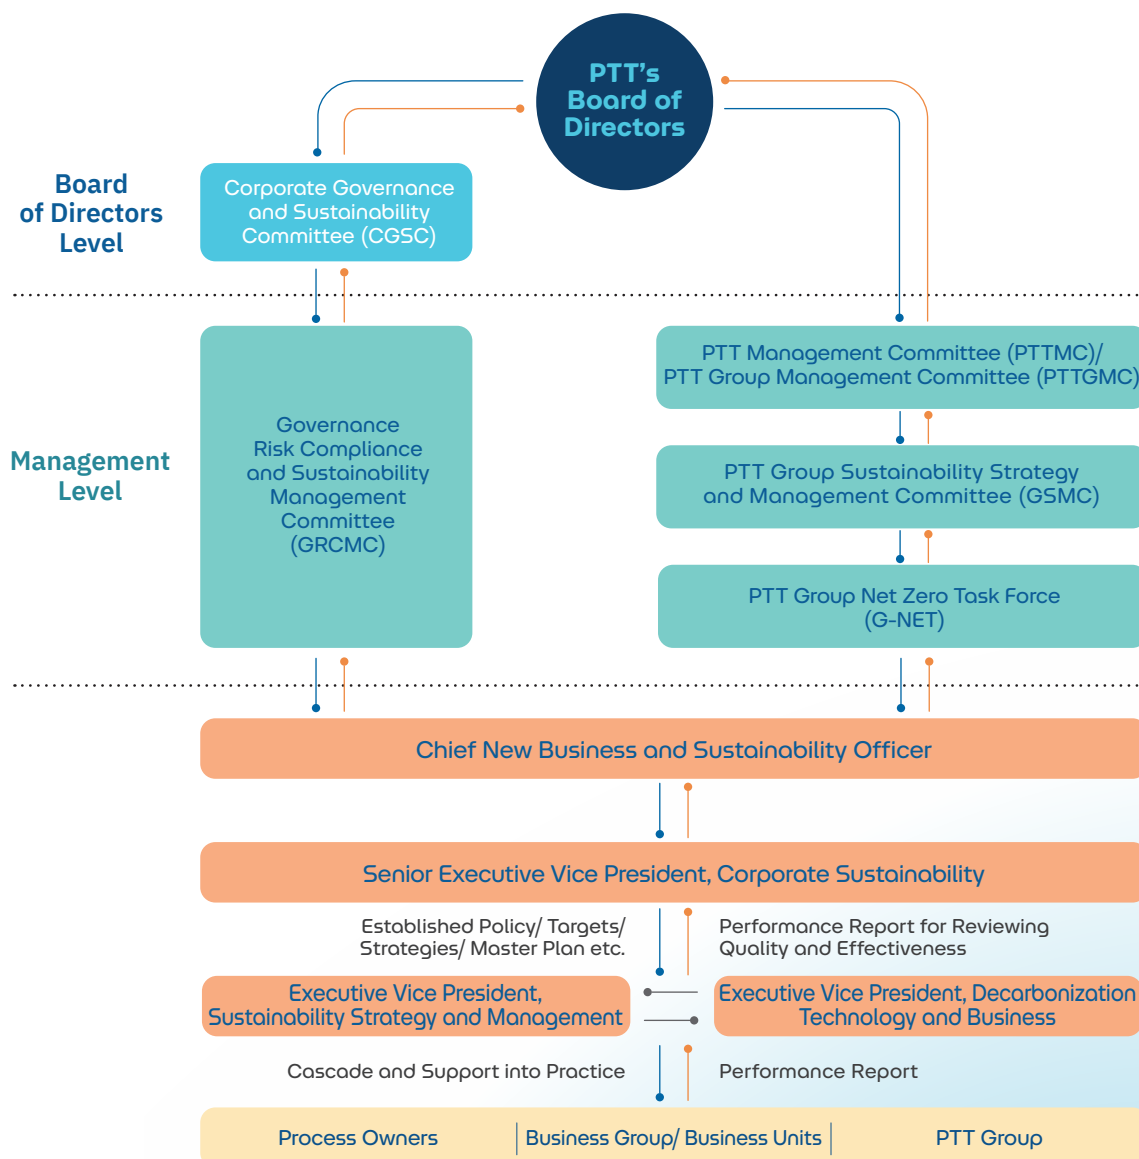 PTT's
Board of
Directors
Board
of Directors
Level
Corporate Governance
and Sustainability
Committee (CGSC)
Management
Level
Governance
Risk Compliance
and Sustainability
Management
Committee
(GRCMC)
PTT Management Committee (PTTMC)/
PTT Group Management Committee (PTTGMC)
PTT Group Sustainability Strategy
and Management Committee (GSMC)
PTT Group Net Zero Task Force
(G-NET)
Chief New Business and Sustainability Officer
Senior Executive Vice President, Corporate Sustainability
Established Policy/ Targets/
Strategies/ Master Plan etc.
Performance Report for Reviewing
Quality and Effectiveness
Executive Vice President,
Sustainability Strategy and Management
Executive Vice President, Decarbonization
Technology and Business
Cascade and Support into Practice
Performance Report
Process Owners
Business Group/ Business Units
PTT Group